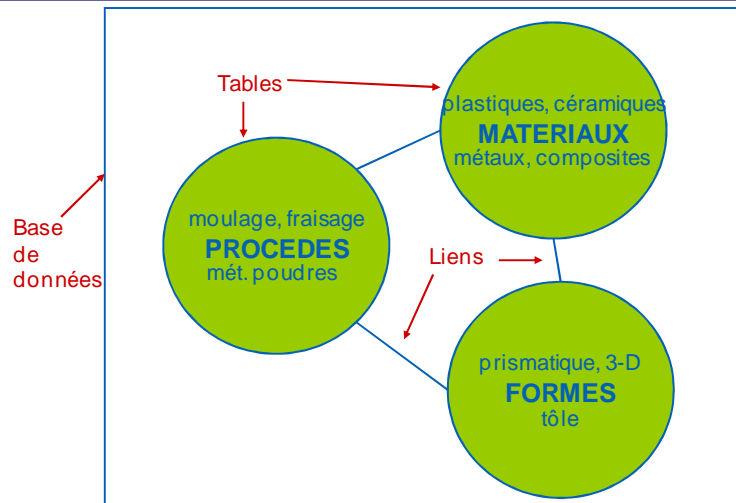 Tables
plastiques, céramiques
MATERIAUX
métaux, composites
moulage, fraisage
PROCEDES
mét. poudres
Base
de
données
Liens
prismatique, 3-D
FORMES
tôle